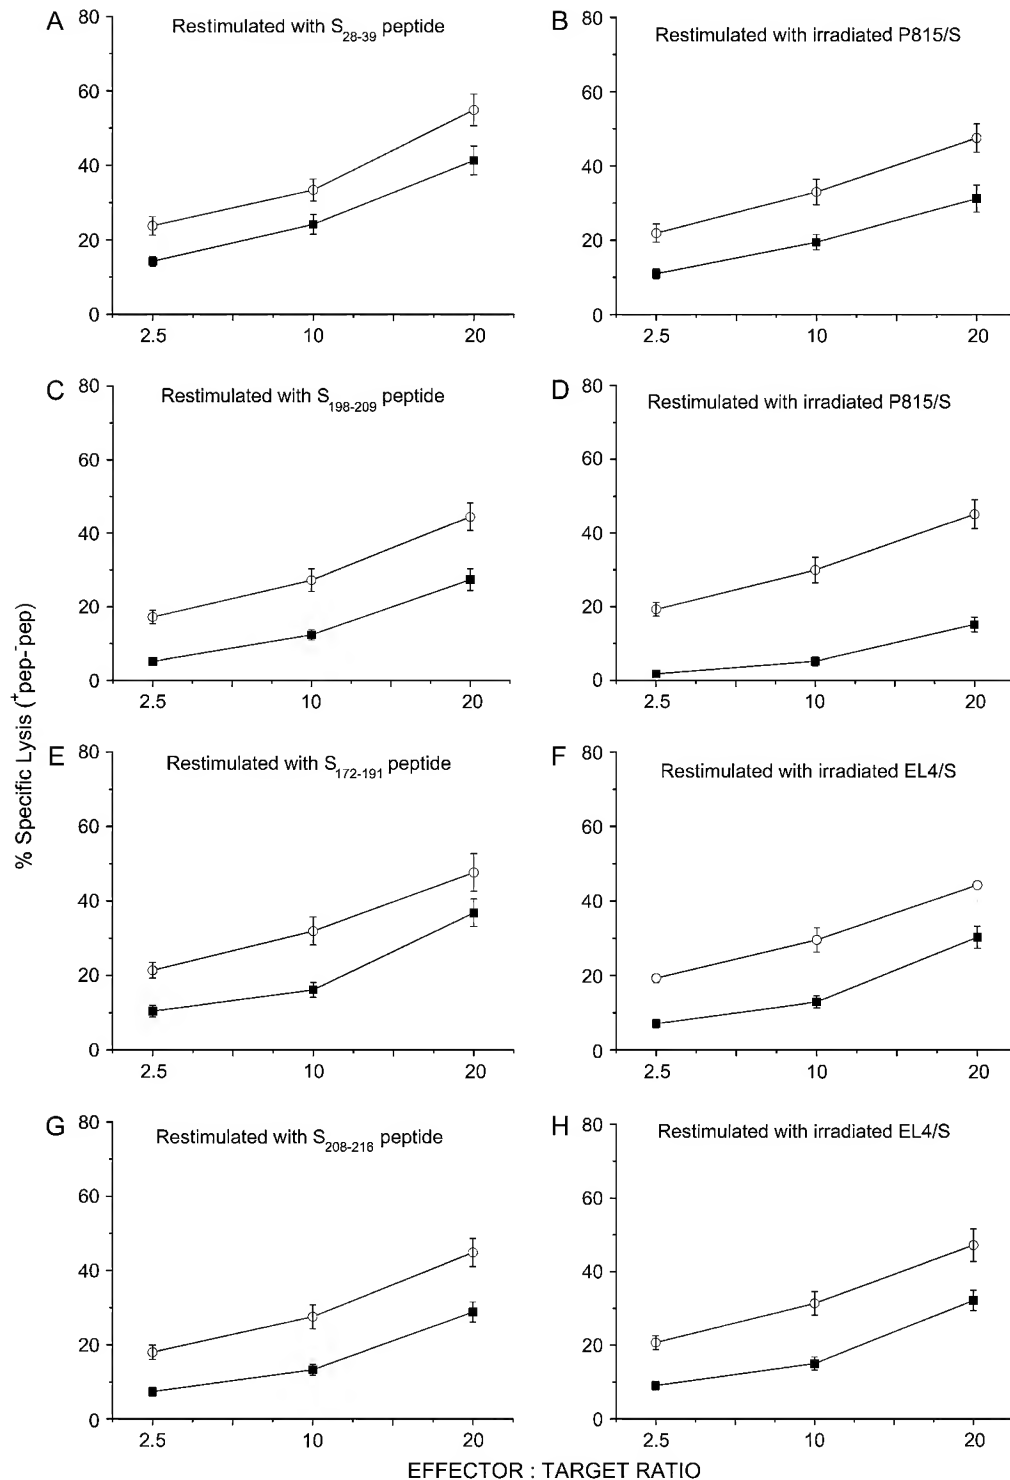 A
Restimulated with S28-39 peptide
80
60
40
20
0
2.5 10 20
B
Restimulated with irradiated P815/S
80
60
40
20
0
2.5 10 20
C
Restimulated with S198-209 peptide
80
60
40
20
0
2.5 10 20
D
Restimulated with irradiated P815/S
80
60
40
20
0
2.5 10 20
% Specific Lysis (+pep--pep)
E
Restimulated with S172-191 peptide
80
60
40
20
0
2.5 10 20
F
Restimulated with irradiated EL4/S
80
60
40
20
0
2.5 10 20
G
Restimulated with S208-216 peptide
80
60
40
20
0
2.5 10 20
H
Restimulated with irradiated EL4/S
80
60
40
20
0
2.5 10 20
EFFECTOR : TARGET RATIO